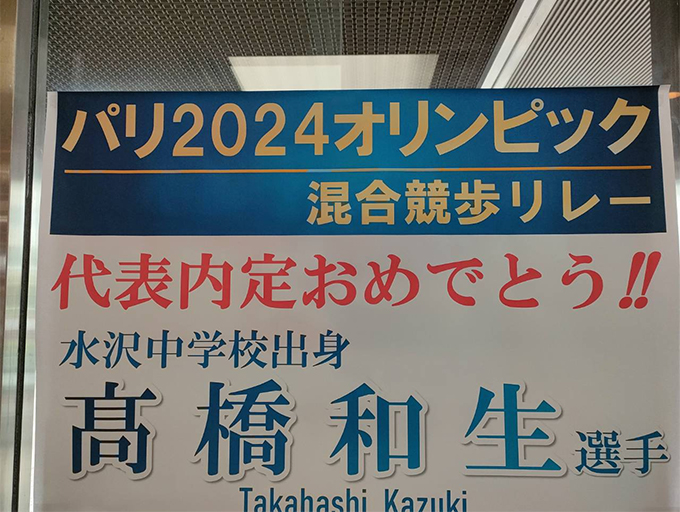 パリ2024オリンピック
混合競歩リレー
代表内定おめでとう!!
水沢中学校出身
髙橋和生選手
Takahashi Kazuki